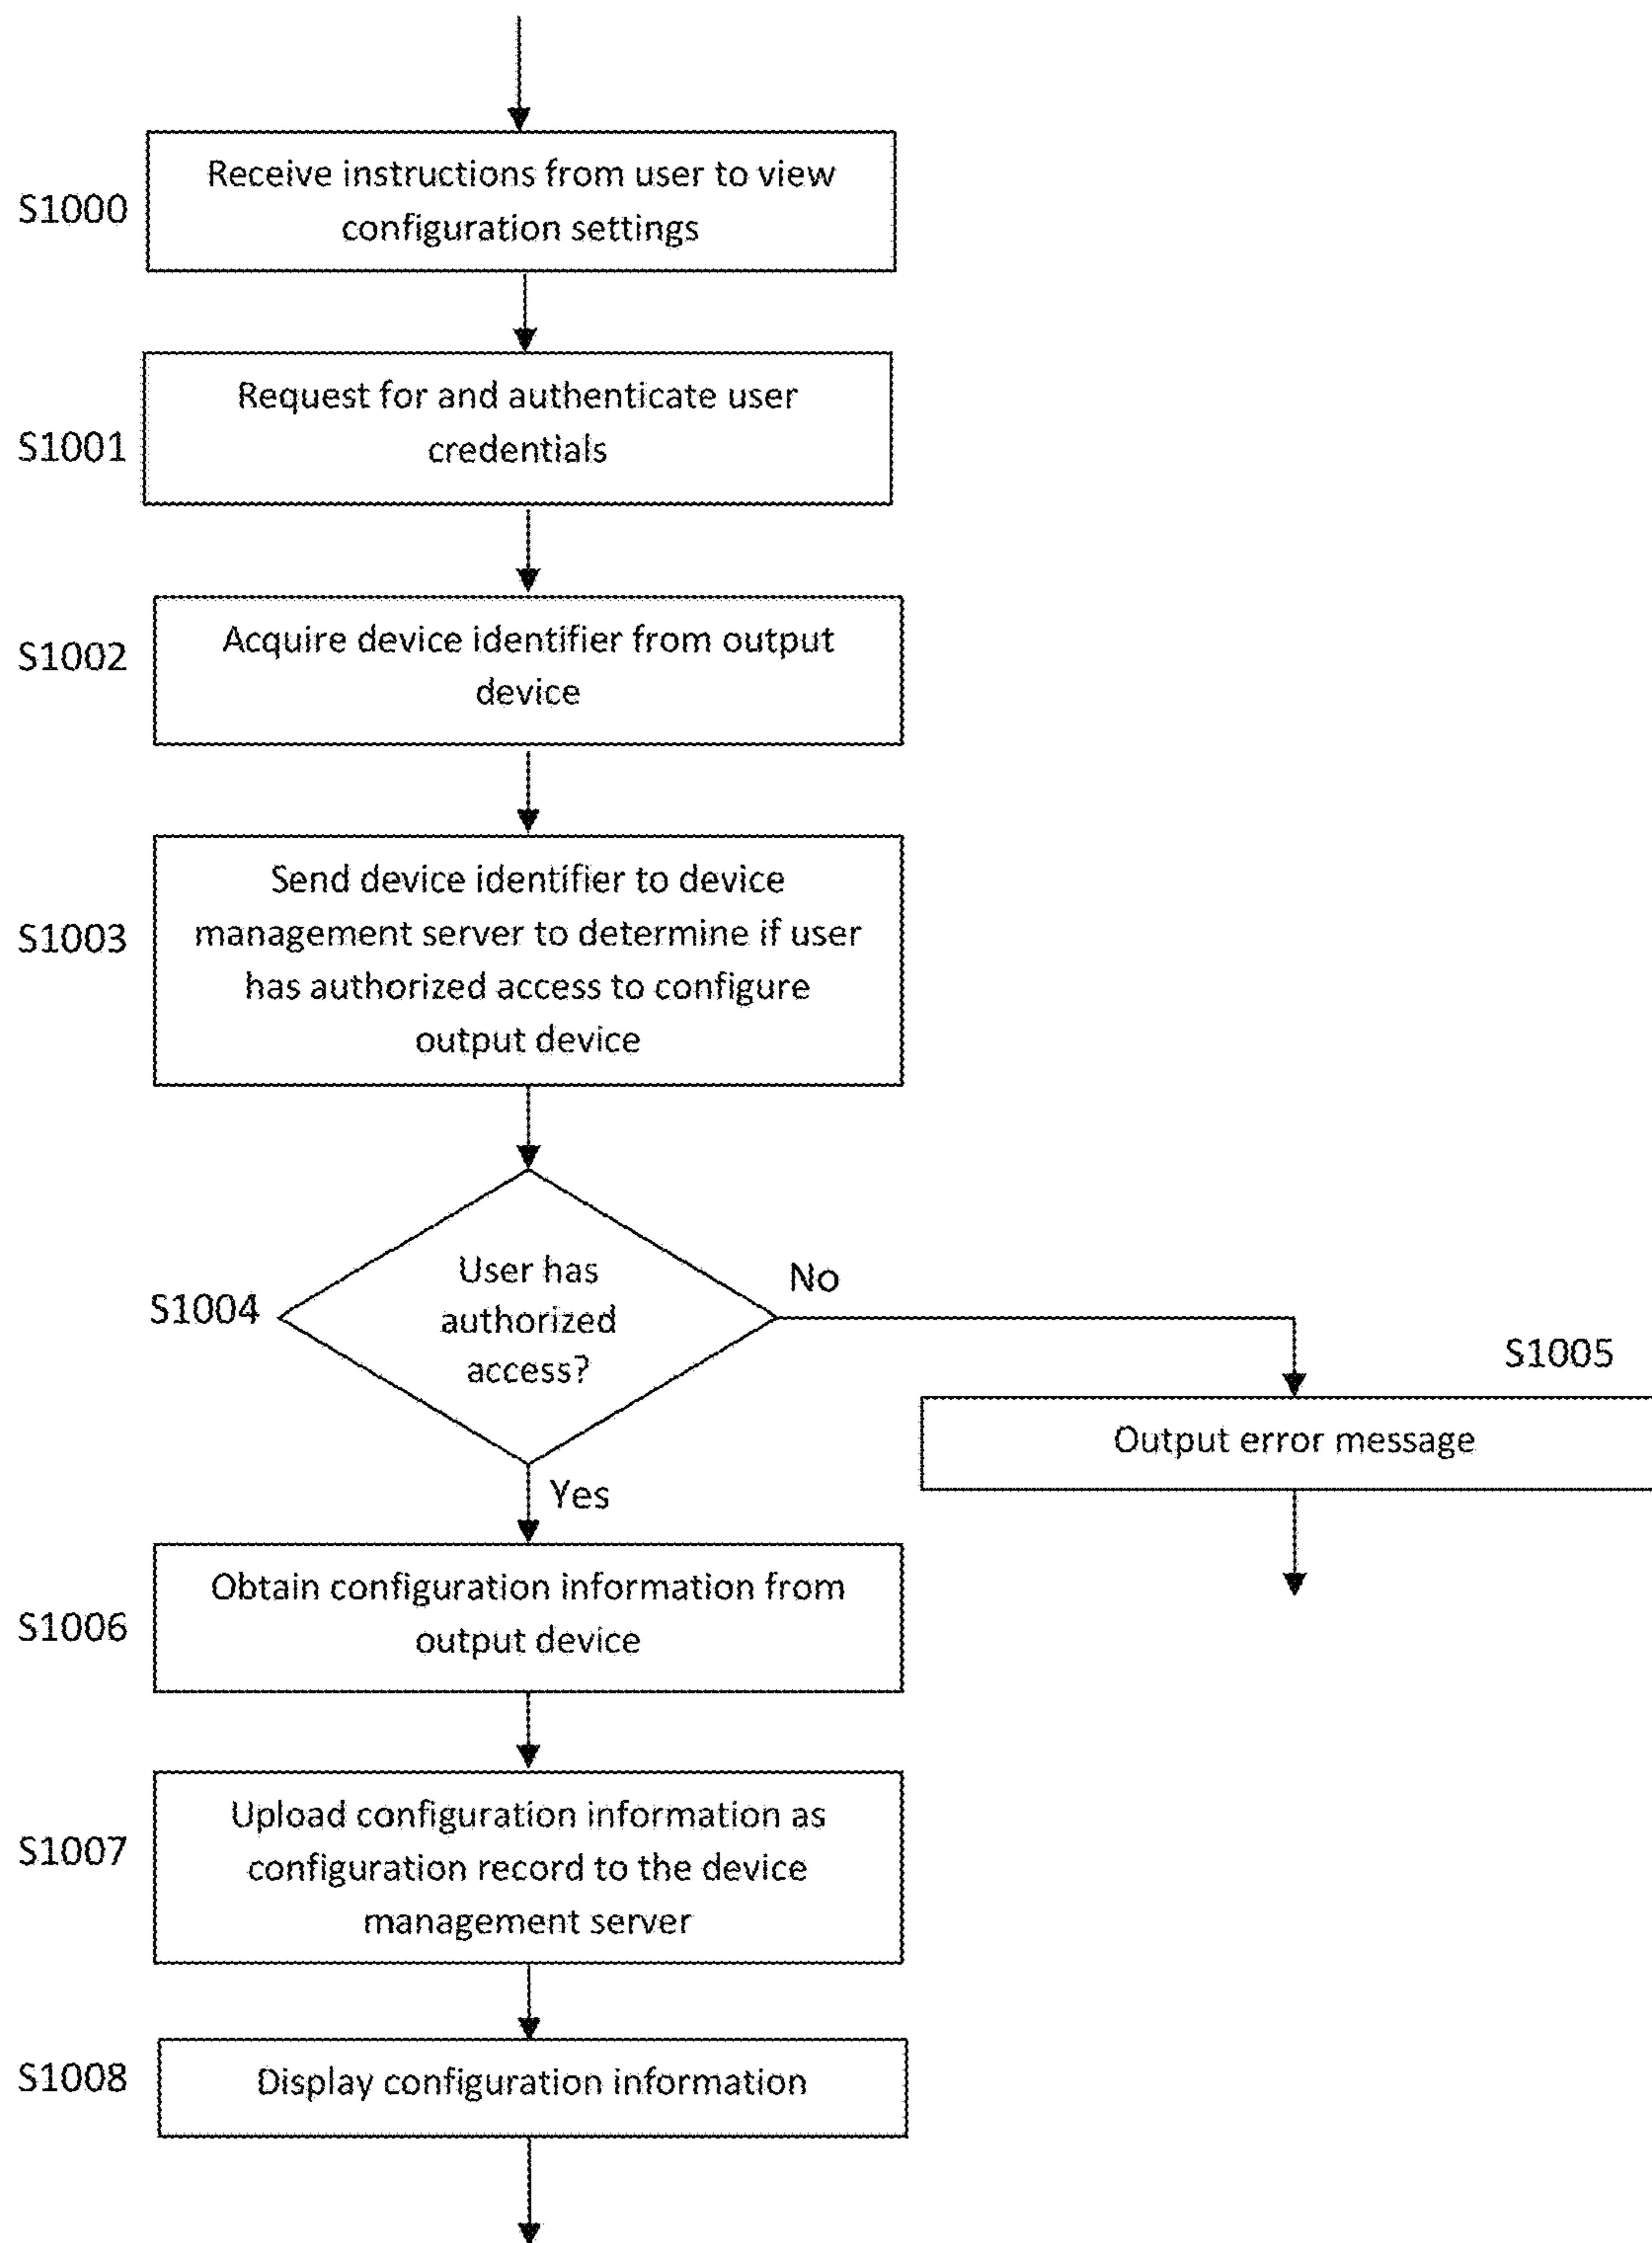 S1000
Receive instructions from user to view
configuration settings
S1001
Request for and authenticate user
credentials
S1002
Acquire device identifier from output
device
S1003
Send device identifier to device
management server to determine if user
has authorized access to configure
output device
S1004
User has
authorized
access?
No
S1005
Output error message
Yes
S1006
Obtain configuration information from
output device
S1007
Upload configuration information as
configuration record to the device
management server
S1008
Display configuration information